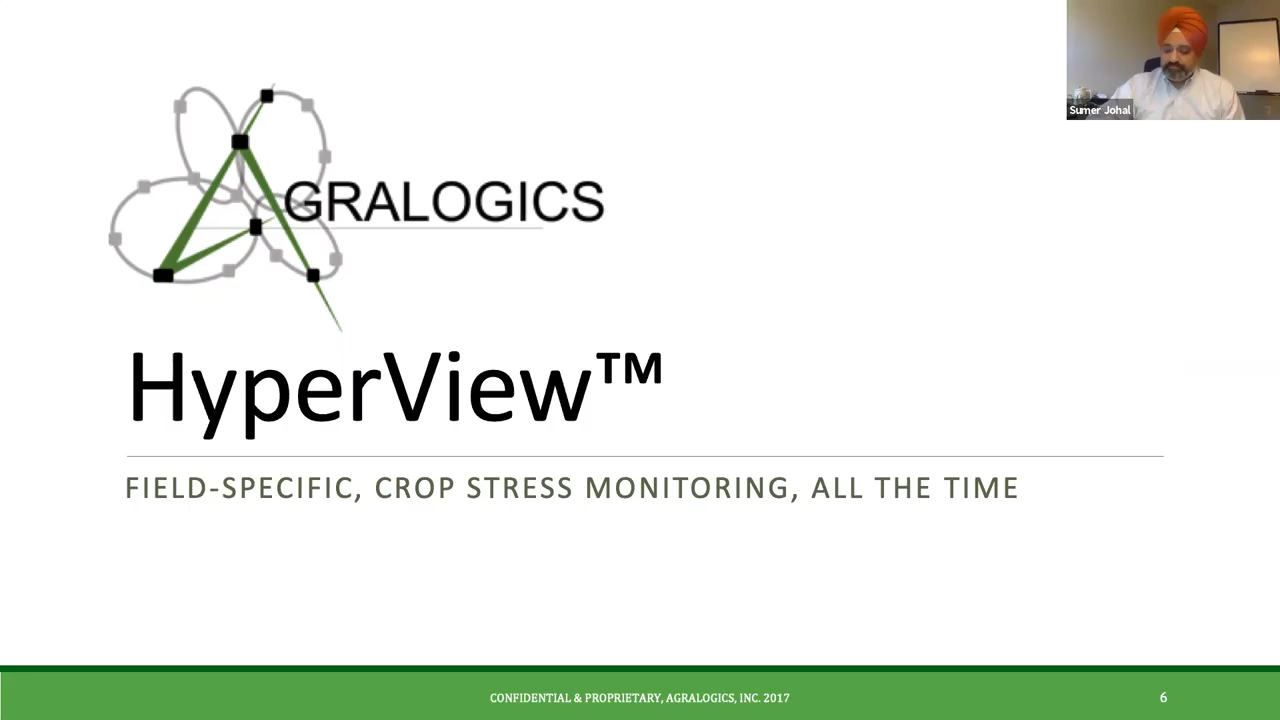 Sumer Johal
AGRALOGICS
HyperView™
FIELD-SPECIFIC, CROP STRESS MONITORING, ALL THE TIME
CONFIDENTIAL & PROPRIETARY, AGRALOGICS, INC. 2017
6